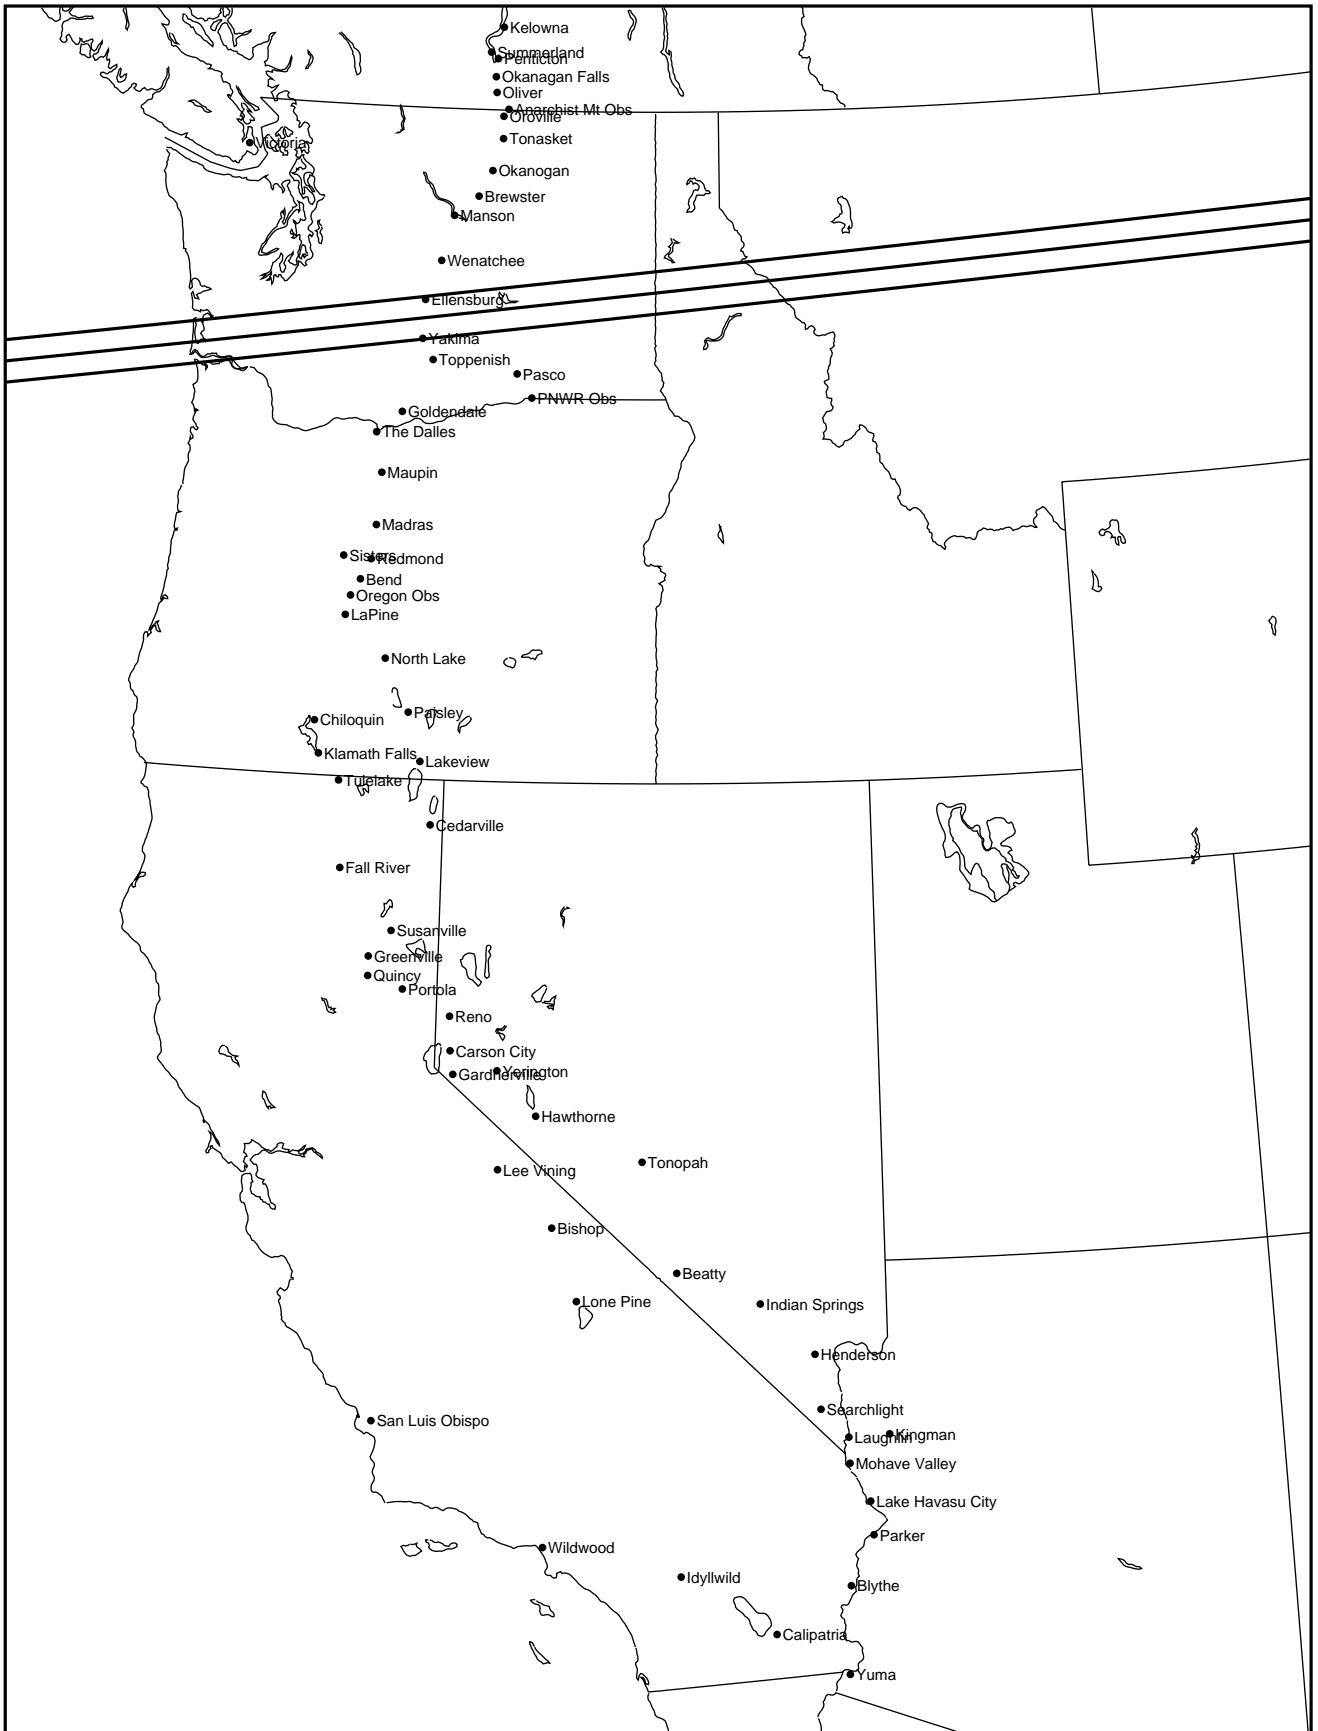 Kelowna
Summerland
Penticton
Okanagan Falls
Oliver
Anarchist Mt Obs
Oroville
Tonasket
Victoria
Okanogan
Brewster
Manson
Wenatchee
Ellensburg
Yakima
Toppenish
Pasco
PNWR Obs
Goldendale
The Dalles
Maupin
Madras
Sisters
Redmond
Bend
Oregon Obs
LaPine
North Lake
Paisley
Chiloquin
Klamath Falls
Lakeview
Tulelake
Cedarville
Fall River
Susanville
Greenville
Quincy
Portola
Reno
Carson City
Yerington
Gardnerville
Hawthorne
Tonopah
Lee Vining
Bishop
Beatty
Lone Pine
Indian Springs
Henderson
Searchlight
San Luis Obispo
Kingman
Laughlin
Mohave Valley
Lake Havasu City
Parker
Wildwood
Idyllwild
Blythe
Calipatria
Yuma